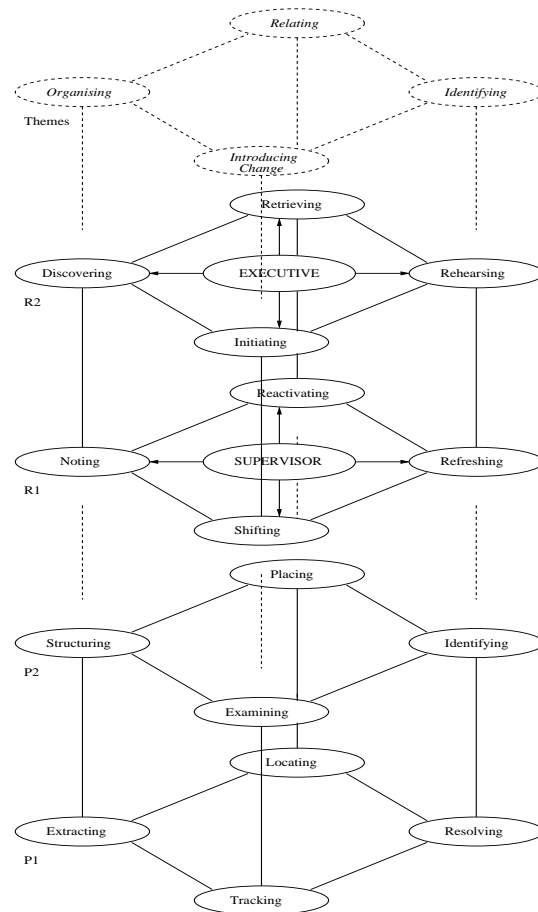 Relating
Organising
Identifying
Themes
Introducing
Change
Retrieving
Discovering
EXECUTIVE
Rehearsing
R2
Initiating
Reactivating
Noting
SUPERVISOR
Refreshing
R1
Shifting
Placing
Structuring
Identifying
P2
Examining
Locating
Extracting
Resolving
P1
Tracking